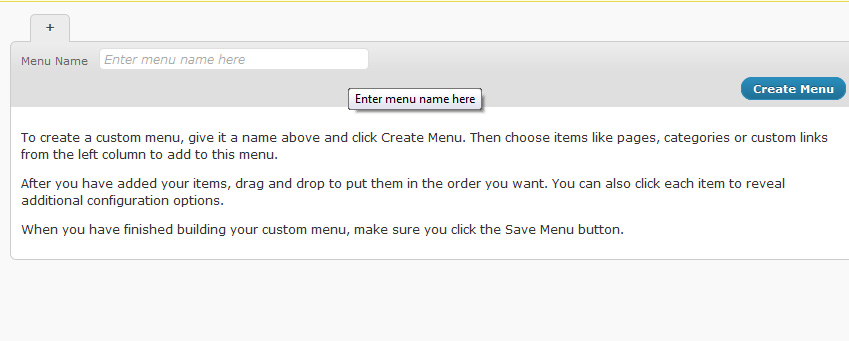 +
Menu Name Enter menu name here
Enter menu name here
Create Menu
To create a custom menu, give it a name above and click Create Menu. Then choose items like pages, categories or custom links
from the left column to add to this menu.
After you have added your items, drag and drop to put them in the order you want. You can also click each item to reveal
additional configuration options.
When you have finished building your custom menu, make sure you click the Save Menu button.